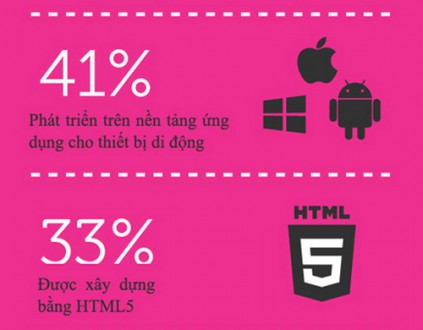 41%
Phát triển trên nền tảng ứng
dụng cho thiết bị di động
33%
Được xây dựng
bằng HTML5
HTML
5